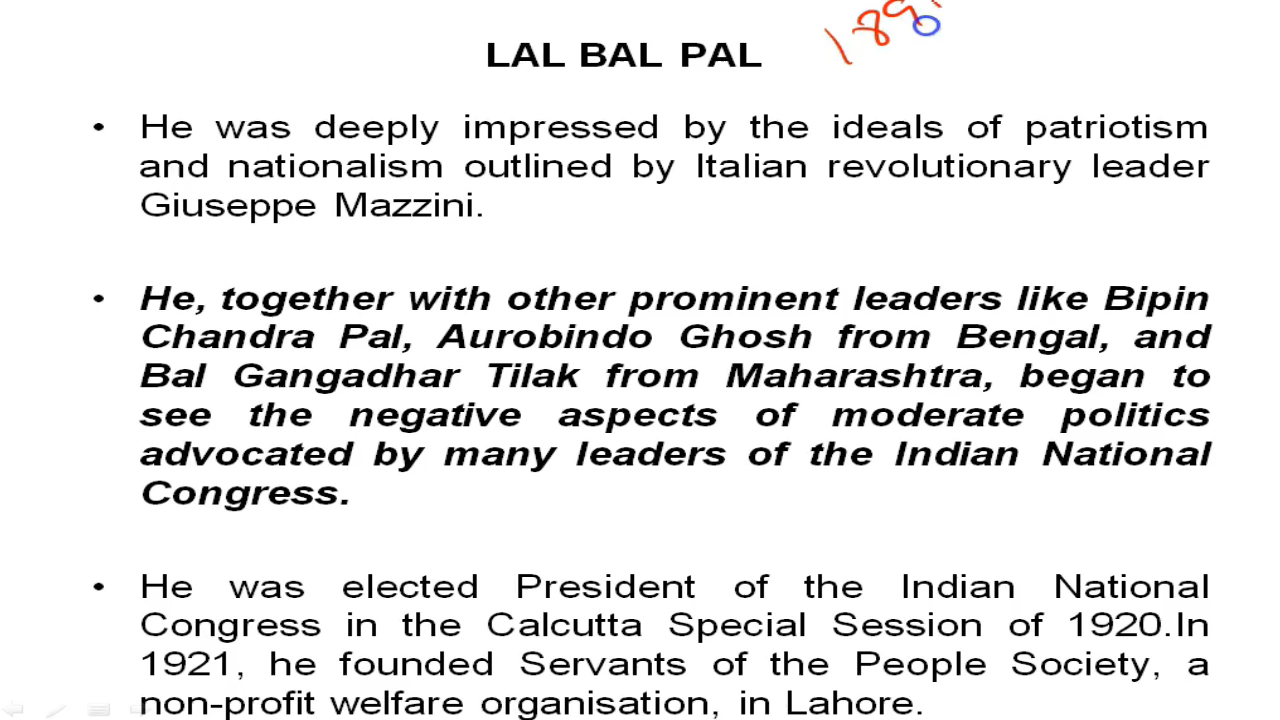 LAL BAL PAL
• He was deeply impressed by the ideals of patriotism
and nationalism outlined by Italian revolutionary leader
Giuseppe Mazzini.
• He, together with other prominent leaders like Bipin
Chandra Pal, Aurobindo Ghosh from Bengal, and
Bal Gangadhar Tilak from Maharashtra, began to
see the negative aspects of moderate politics
advocated by many leaders of the Indian National
Congress.
• He was elected President of the Indian National
Congress in the Calcutta Special Session of 1920.In
1921, he founded Servants of the People Society, a
non-profit welfare organisation, in Lahore.